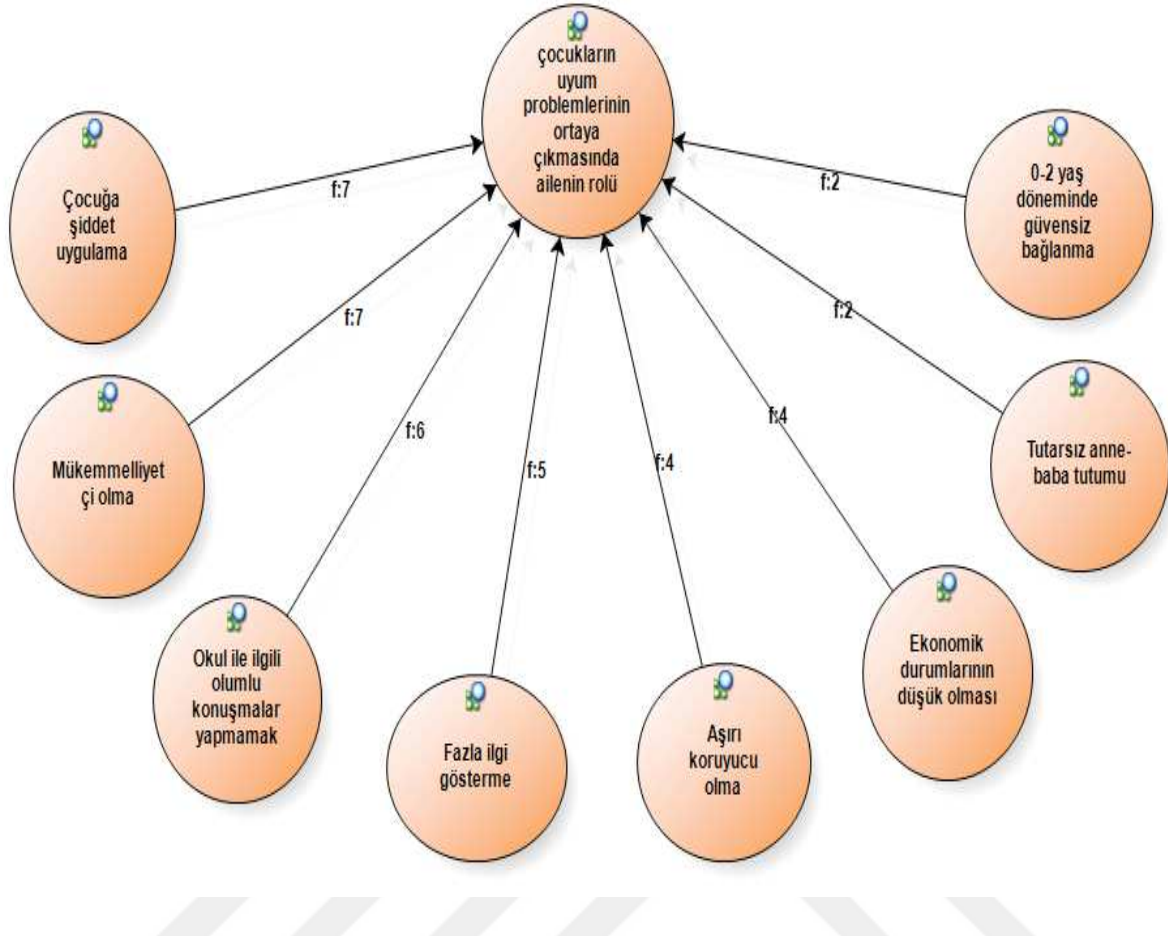 çocukların
uyum
problemlerinin
ortaya
çıkmasında
ailenin rolü
Çocuğa
şiddet
uygulama
f:7
0-2 yaş
döneminde
güvensiz
bağlanma
f:2
Mükemmelliyet
çi olma
f:7
Tutarsız anne-
baba tutumu
f:2
Okul ile ilgili
olumlu
konuşmalar
yapmamak
f:6
Fazla ilgi
gösterme
f:5
Aşırı
koruyucu
olma
f:4
Ekonomik
durumlarının
düşük olması
f:4